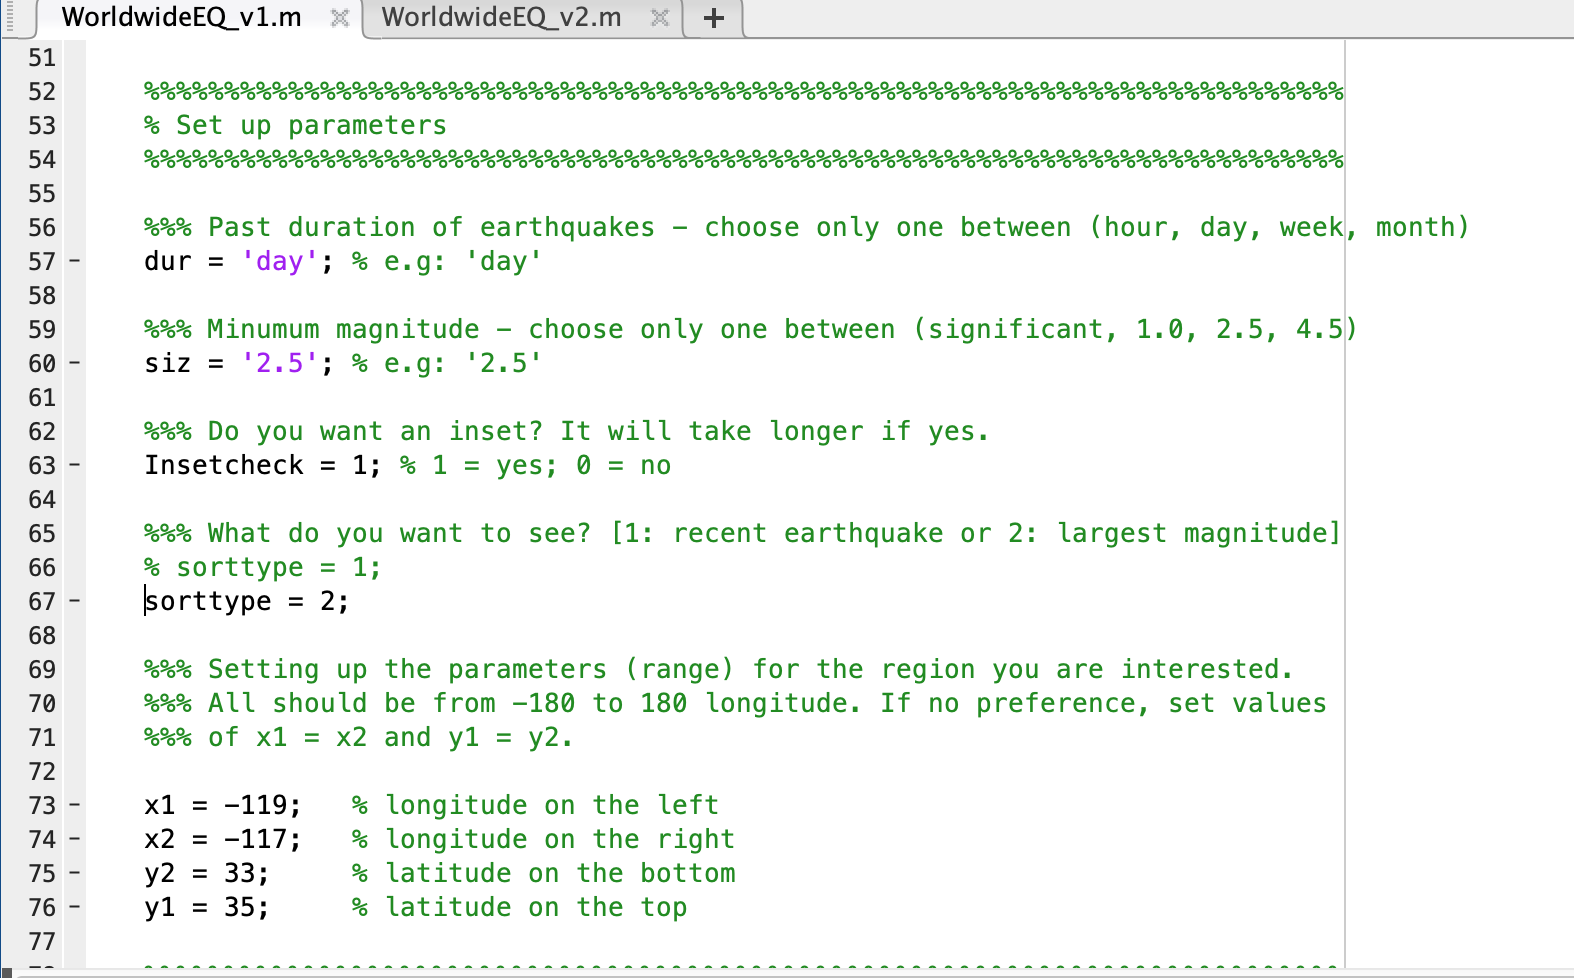 WorldwideEQ_v1.m WorldwideEQ_v2.m +
51
52 %%%%%%%%%%%%%%%%%%%%%%%%%%%%%%%%%%%%%%%%%%%%%%%%%%%%%%%%%%%%%%%%%%%%%%%%%%%
53 % Set up parameters
54 %%%%%%%%%%%%%%%%%%%%%%%%%%%%%%%%%%%%%%%%%%%%%%%%%%%%%%%%%%%%%%%%%%%%%%%%%%%
55
56 %%% Past duration of earthquakes – choose only one between (hour, day, week, month)
57 – dur = 'day'; % e.g: 'day'
58
59 %%% Minumum magnitude – choose only one between (significant, 1.0, 2.5, 4.5)
60 – siz = '2.5'; % e.g: '2.5'
61
62 %%% Do you want an inset? It will take longer if yes.
63 – Insetcheck = 1; % 1 = yes; 0 = no
64
65 %%% What do you want to see? [1: recent earthquake or 2: largest magnitude]
66 % sorttype = 1;
67 – sorttype = 2;
68
69 %%% Setting up the parameters (range) for the region you are interested.
70 %%% All should be from –180 to 180 longitude. If no preference, set values
71 %%% of x1 = x2 and y1 = y2.
72
73 – x1 = –119; % longitude on the left
74 – x2 = –117; % longitude on the right
75 – y2 = 33; % latitude on the bottom
76 – y1 = 35; % latitude on the top
77